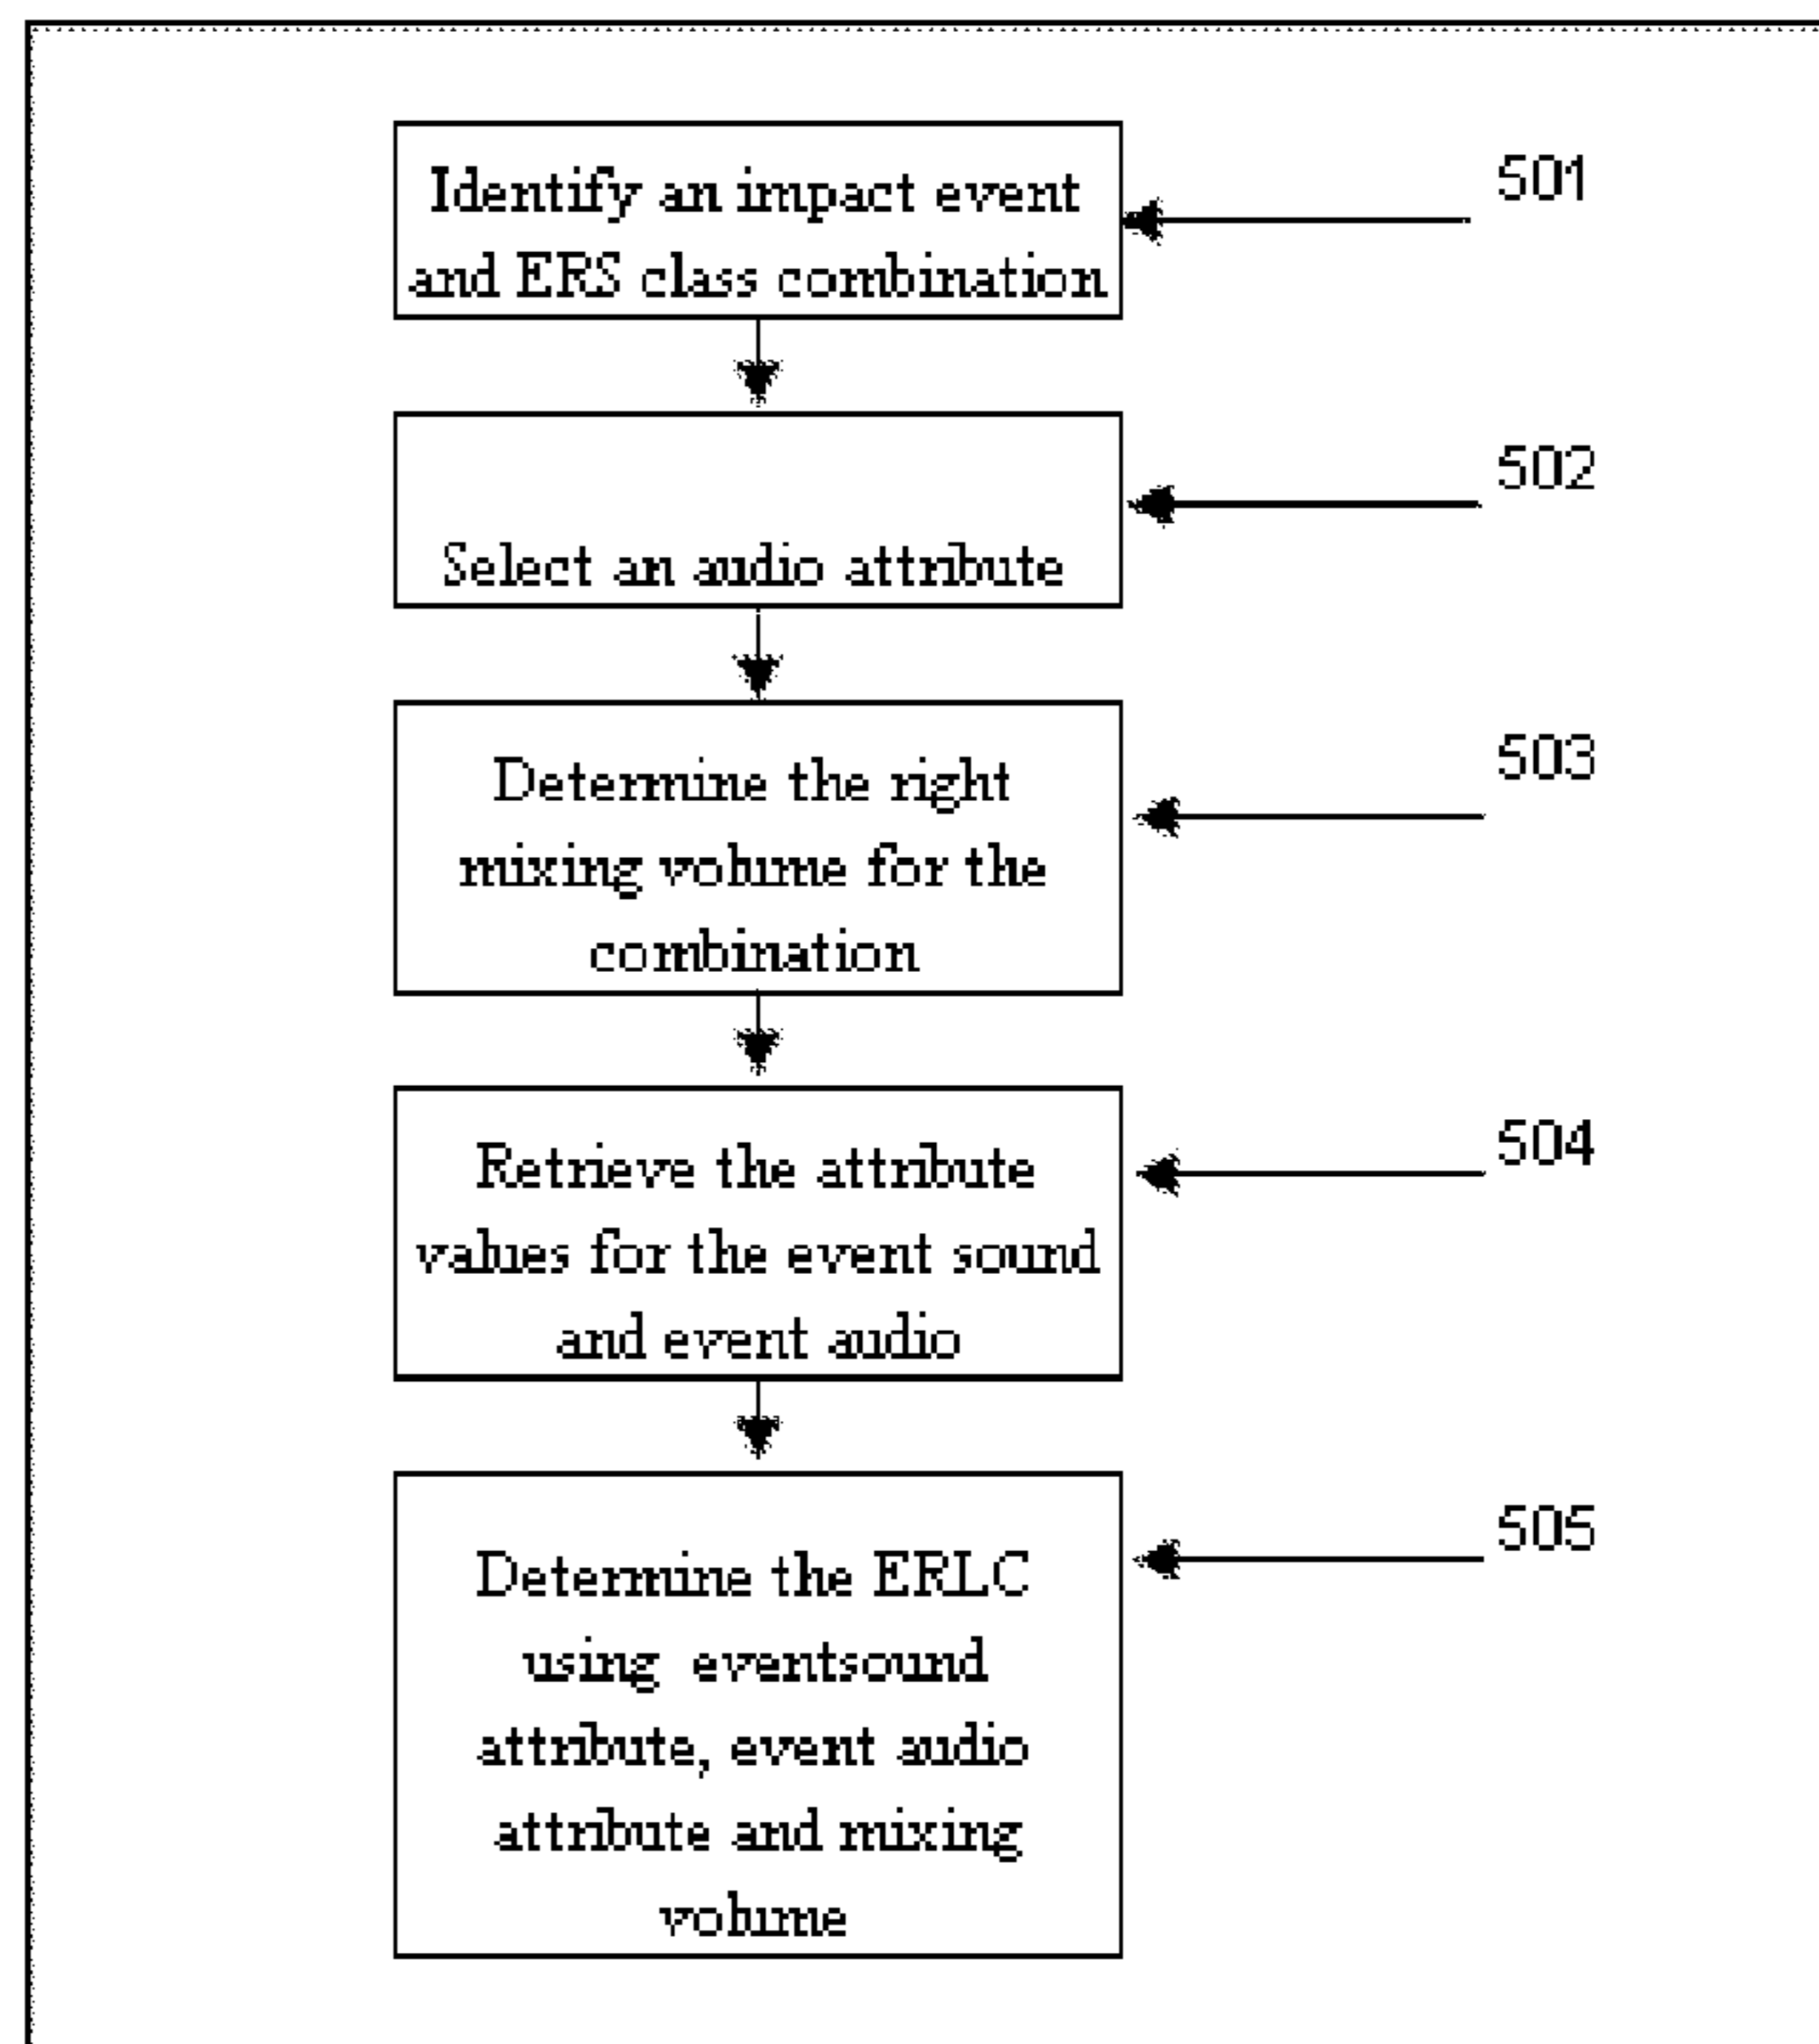 Identify an impact event
and ERS class combination
501
Select an audio attribute
502
Determine the right
mixing volume for the
combination
503
Retrieve the attribute
values for the event sound
and event audio
504
Determine the ERLC
using eventsound
attribute, event audio
attribute and mixing
volume
505